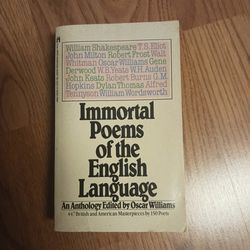 William Shakespeare T.S. Eliot
John Milton Robert Frost Walt
Whitman Oscar Williams Gene
Derwood W.B. Yeats W.H. Auden
John Keats Robert Burns G.M.
Hopkins Dylan Thomas Alfred
Tennyson William Wordsworth
Immortal
Poems
of the
English
Language
An Anthology Edited by Oscar Williams
447 British and American Masterpieces by 150 Poets